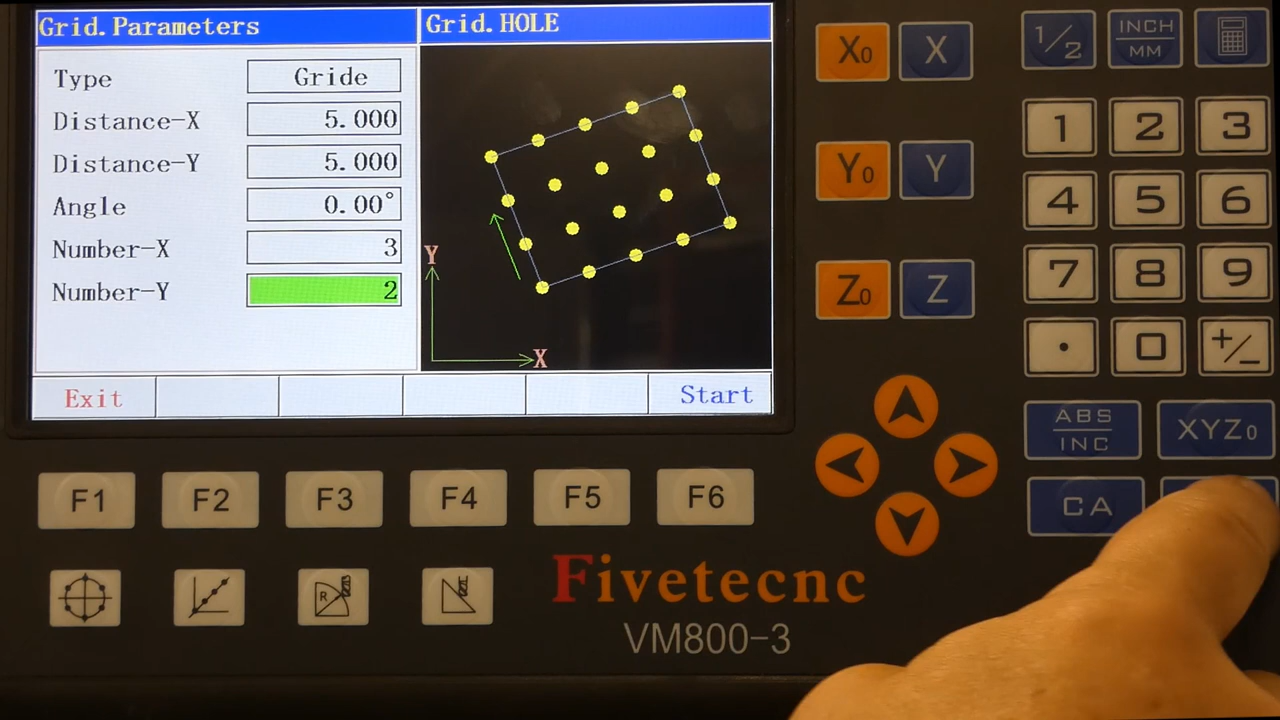 Grid.Parameters
Grid.HOLE
Type Gride
Distance-X 5.000
Distance-Y 5.000
Angle 0.00°
Number-X 3
Number-Y 2
Y
X
Exit
Start
X0 X 1/2 INCH/MM
1 2 3
Y0 Y 4 5 6
Z0 Z 7 8 9
. 0 +/-
ABS/INC XYZ0
CA
F1 F2 F3 F4 F5 F6
R
Fivetecnc
VM800-3